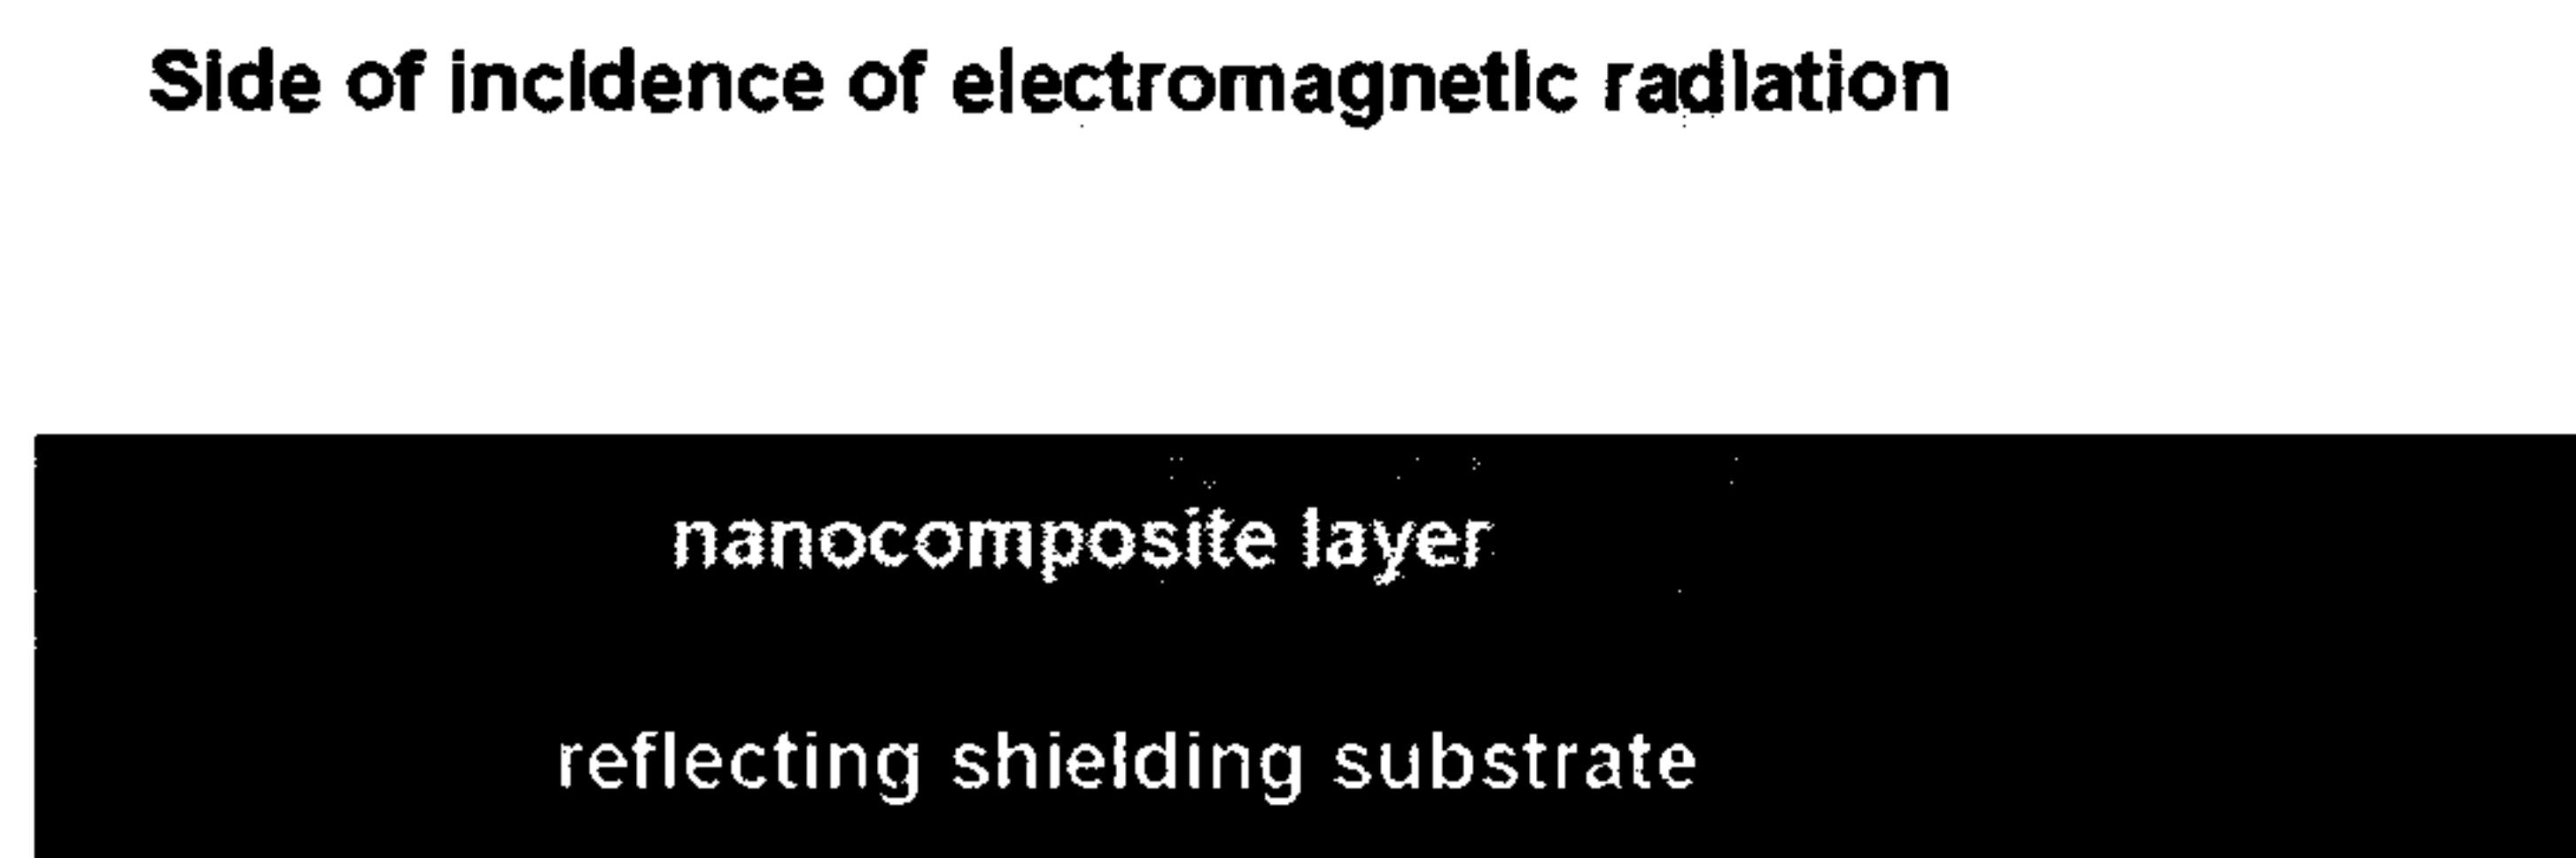 Side of incidence of electromagnetic radiation
nanocomposite layer
reflecting shielding substrate